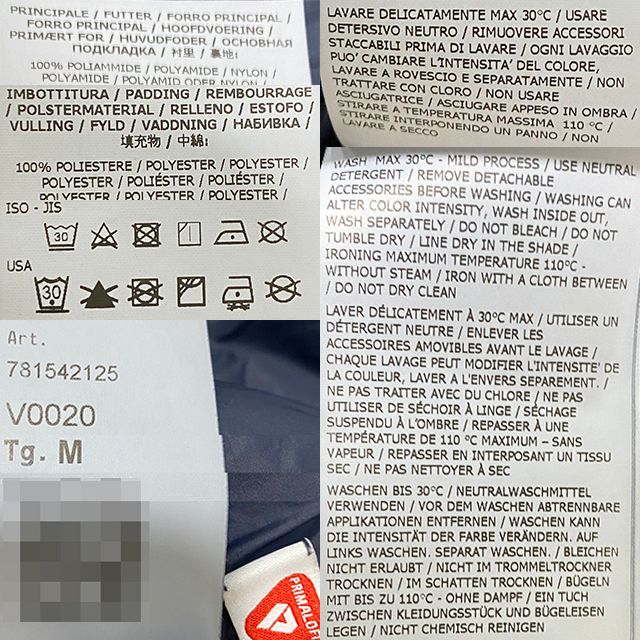 PRINCIPALE / FUTTER / FORRO PRINCIPAL /
FORRO PRINCIPAL / HOOFDVOERING /
PRIMÆRT FOR / HUVUDFODER / ОСНОВНАЯ
ПОДКЛАДКА / 衬里 / 裏地:
100% POLIAMMIDE / POLYAMIDE / NYLON /
POLYAMIDE / POLYAMID ODER NYLON /
IMBOTTITURA / PADDING / REMBOURRAGE
/ POLSTERMATERIAL / RELLENO / ESTOFO /
VULLING / FYLD / VADDNING / НАБИВКА /
填充物 / 中綿:
100% POLIESTERE / POLYESTER / POLYESTER /
POLYESTER / POLIÉSTER / POLIÉSTER /
POLYESTER / POLYESTER / POLYESTER /
ISO - JIS
30
USA
30
Art.
781542125
V0020
Tg. M
LAVARE DELICATAMENTE MAX 30°C / USARE
DETERSIVO NEUTRO / RIMUOVERE ACCESSORI
STACCABILI PRIMA DI LAVARE / OGNI LAVAGGIO
PUO' CAMBIARE L'INTENSITA' DEL COLORE,
LAVARE A ROVESCIO E SEPARATAMENTE / NON
TRATTARE CON CLORO / NON USARE
ASCIUGATRICE / ASCIUGARE APPESO IN OMBRA /
STIRARE A TEMPERATURA MASSIMA 110 °C /
STIRARE INTERPONENDO UN PANNO / NON
LAVARE A SECCO
WASH MAX 30°C - MILD PROCESS / USE NEUTRAL
DETERGENT / REMOVE DETACHABLE
ACCESSORIES BEFORE WASHING / WASHING CAN
ALTER COLOR INTENSITY, WASH INSIDE OUT,
WASH SEPARATELY / DO NOT BLEACH / DO NOT
TUMBLE DRY / LINE DRY IN THE SHADE /
IRONING MAXIMUM TEMPERATURE 110°C -
WITHOUT STEAM / IRON WITH A CLOTH BETWEEN
/ DO NOT DRY CLEAN
LAVER DÉLICATEMENT À 30°C MAX / UTILISER UN
DÉTERGENT NEUTRE / ENLEVER LES
ACCESSOIRES AMOVIBLES AVANT LE LAVAGE /
CHAQUE LAVAGE PEUT MODIFIER L'INTENSITE' DE
LA COULEUR, LAVER A L'ENVERS SEPAREMENT. /
NE PAS TRAITER AVEC DU CHLORE / NE PAS
UTILISER DE SÉCHOIR À LINGE / SÉCHAGE
SUSPENDU À L'OMBRE / REPASSER À UNE
TEMPÉRATURE DE 110 °C MAXIMUM – SANS
VAPEUR / REPASSER EN INTERPOSANT UN TISSU
SEC / NE PAS NETTOYER À SEC
WASCHEN BIS 30°C / NEUTRALWASCHMITTEL
VERWENDEN / VOR DEM WASCHEN ABTRENNBARE
APPLIKATIONEN ENTFERNEN / WASCHEN KANN
DIE INTENSITÄT DER FARBE VERÄNDERN. AUF
LINKS WASCHEN. SEPARAT WASCHEN. / BLEICHEN
NICHT ERLAUBT / NICHT IM TROMMELTROCKNER
TROCKNEN / IM SCHATTEN TROCKNEN / BÜGELN
MIT BIS ZU 110°C - OHNE DAMPF / EIN TUCH
ZWISCHEN KLEIDUNGSSTÜCK UND BÜGELEISEN
LEGEN / NICHT CHEMISCH REINIGEN
PRIMALOFT